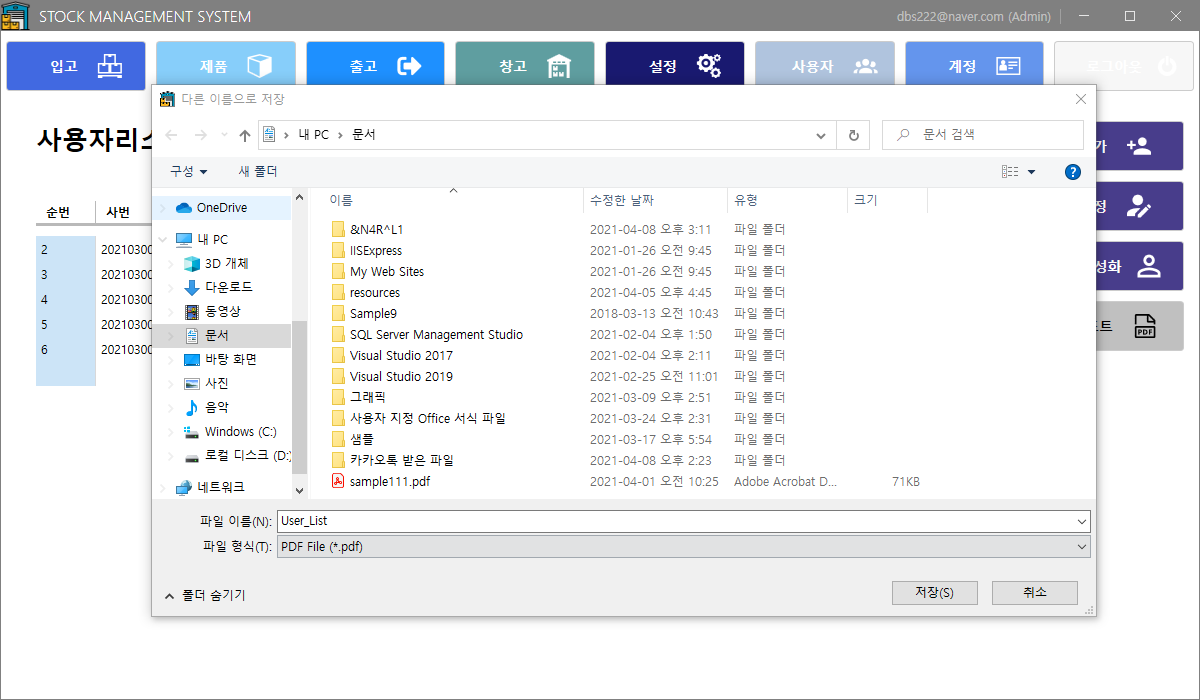 STOCK MANAGEMENT SYSTEM
dbs222@naver.com (Admin)
입고 제품 출고 창고 설정 사용자 계정 로그아웃
다른 이름으로 저장
사용자리스
내 PC > 문서
문서 검색
구성 새 폴더
순번 사번
2 20210300
3 20210300
4 20210300
5 20210300
6 20210300
OneDrive
내 PC
3D 개체
다운로드
동영상
문서
바탕 화면
사진
음악
Windows (C:)
로컬 디스크 (D:)
네트워크
이름 수정한 날짜 유형 크기
&N4R^L1 2021-04-08 오후 3:11 파일 폴더
IISExpress 2021-01-26 오전 9:45 파일 폴더
My Web Sites 2021-01-26 오전 9:45 파일 폴더
resources 2021-04-05 오후 4:45 파일 폴더
Sample9 2018-03-13 오전 10:43 파일 폴더
SQL Server Management Studio 2021-02-04 오후 1:50 파일 폴더
Visual Studio 2017 2021-02-04 오후 2:11 파일 폴더
Visual Studio 2019 2021-02-25 오전 11:01 파일 폴더
그래픽 2021-03-09 오후 2:51 파일 폴더
사용자 지정 Office 서식 파일 2021-03-24 오후 2:31 파일 폴더
샘플 2021-03-17 오후 5:54 파일 폴더
카카오톡 받은 파일 2021-04-08 오후 2:23 파일 폴더
sample111.pdf 2021-04-01 오전 10:25 Adobe Acrobat D... 71KB
가
정
성화
트
PDF
파일 이름(N): User_List
파일 형식(T): PDF File (*.pdf)
폴더 숨기기
저장(S) 취소